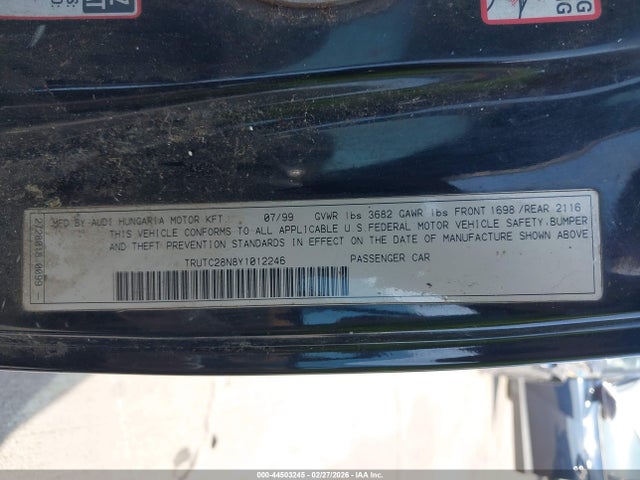 MFD BY AUDI HUNGARIA MOTOR KFT 07/99 GVWR lbs 3682 GAWR lbs FRONT 1698 /REAR 2116
THIS VEHICLE CONFORMS TO ALL APPLICABLE U.S FEDERAL MOTOR VEHICLE SAFETY, BUMPER
AND THEFT PREVENTION STANDARDS IN EFFECT ON THE DATE OF MANUFACTURE SHOWN ABOVE
TRUTC28N8Y1012246 PASSENGER CAR
000-44503245 - 02/27/2026 - IAAI.com